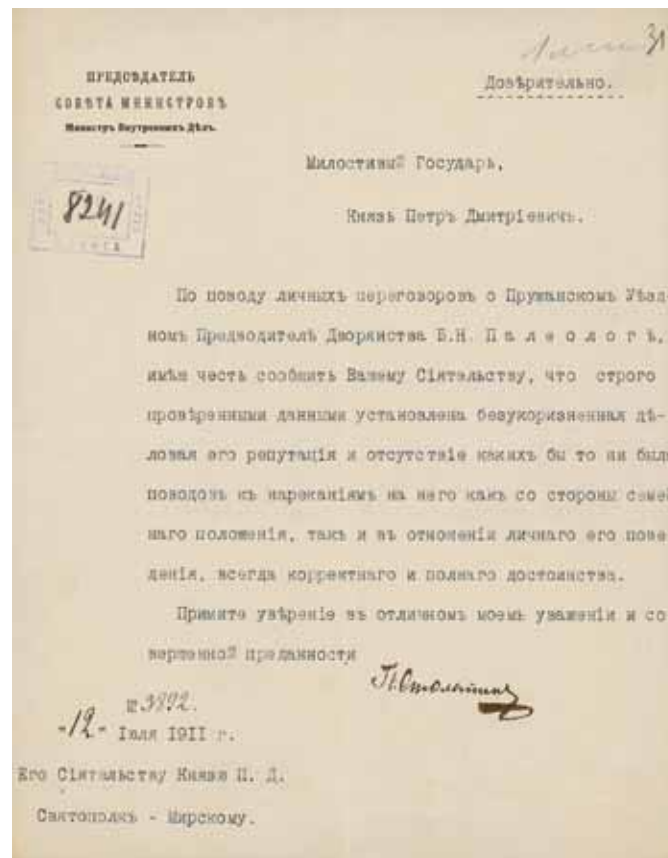 31
ПРЕДСѢДАТЕЛЬ
СОВѢТА МИНИСТРОВЪ
Министръ Внутреннихъ Дѣлъ.
Довѣрительно.
8241
Милостивый Государь,
Князь Петръ Дмитріевичъ.
По поводу личныхъ переговоровъ о Пружанскомъ Уѣзд
номъ Предводителѣ Дворянства Б.Н. Палеологѣ,
имѣю честь сообщить Вашему Сіятельству, что строго
провѣренными данными установлена безукоризненная дѣ-
ловая его репутація и отсутствіе какихъ бы то ни было
поводовъ къ нареканіямъ на него какъ со стороны семей
наго положенія, такъ и въ отношеніи личнаго его пове
денія, всегда корректнаго и полнаго достоинства.
Примите увѣреніе въ отличномъ моемъ уваженіи и со
вершенной преданности
П. Столыпинъ
№ 3892.
-12- Іюля 1911 г.
Его Сіятельству Князю П. Д.
Святополкъ - Мирскому.